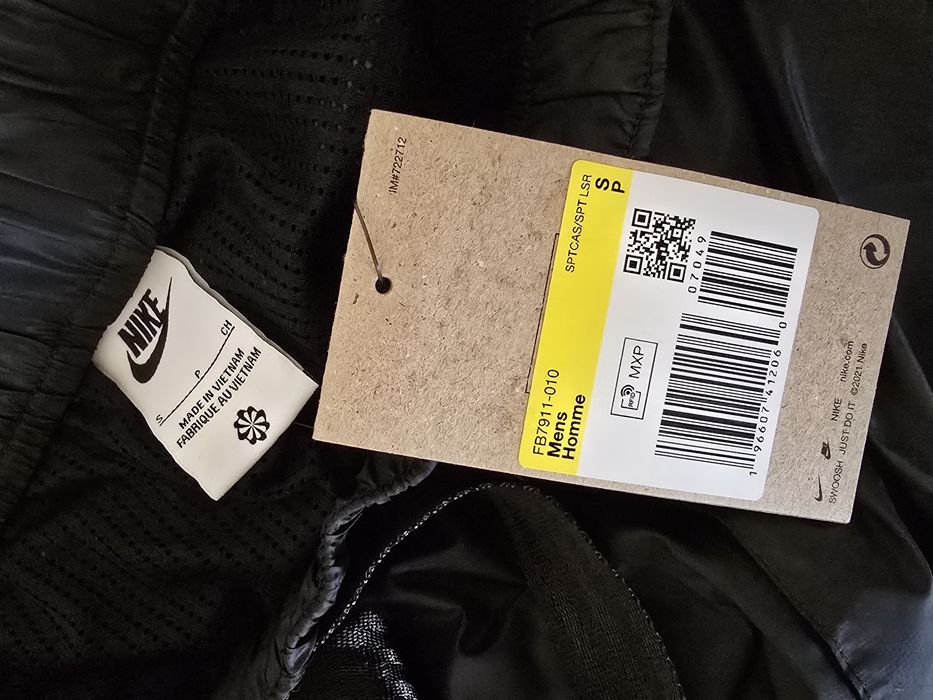 NIKE
S P CH
MADE IN VIETNAM
FABRIQUE AU VIETNAM
IM#722712
SPTCAS/SPT LSR
S
P
FB7911-010
Mens
Homme
07049
RFID MXP
1 96607 41206 0
SWOOSH NIKE nike.com
JUST DO IT ©2021 Nike